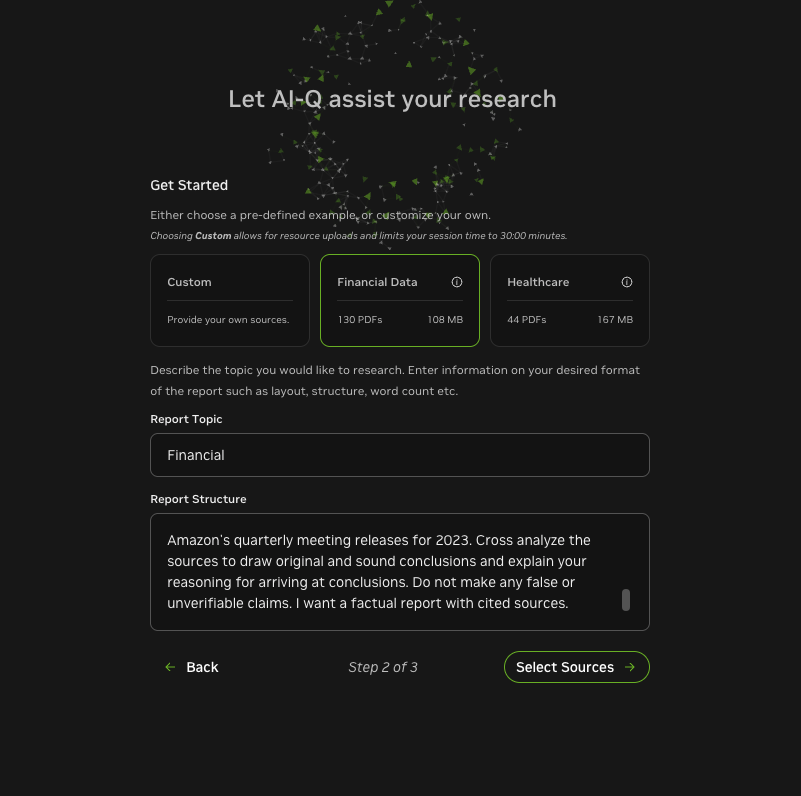 Let AI-Q assist your research
Get Started
Either choose a pre-defined example, or customize your own.
Choosing Custom allows for resource uploads and limits your session time to 30:00 minutes.
Custom
Provide your own sources.
Financial Data
130 PDFs 108 MB
Healthcare
44 PDFs 167 MB
Describe the topic you would like to research. Enter information on your desired format
of the report such as layout, structure, word count etc.
Report Topic
Financial
Report Structure
Amazon's quarterly meeting releases for 2023. Cross analyze the
sources to draw original and sound conclusions and explain your
reasoning for arriving at conclusions. Do not make any false or
unverifiable claims. I want a factual report with cited sources.
Back Step 2 of 3 Select Sources